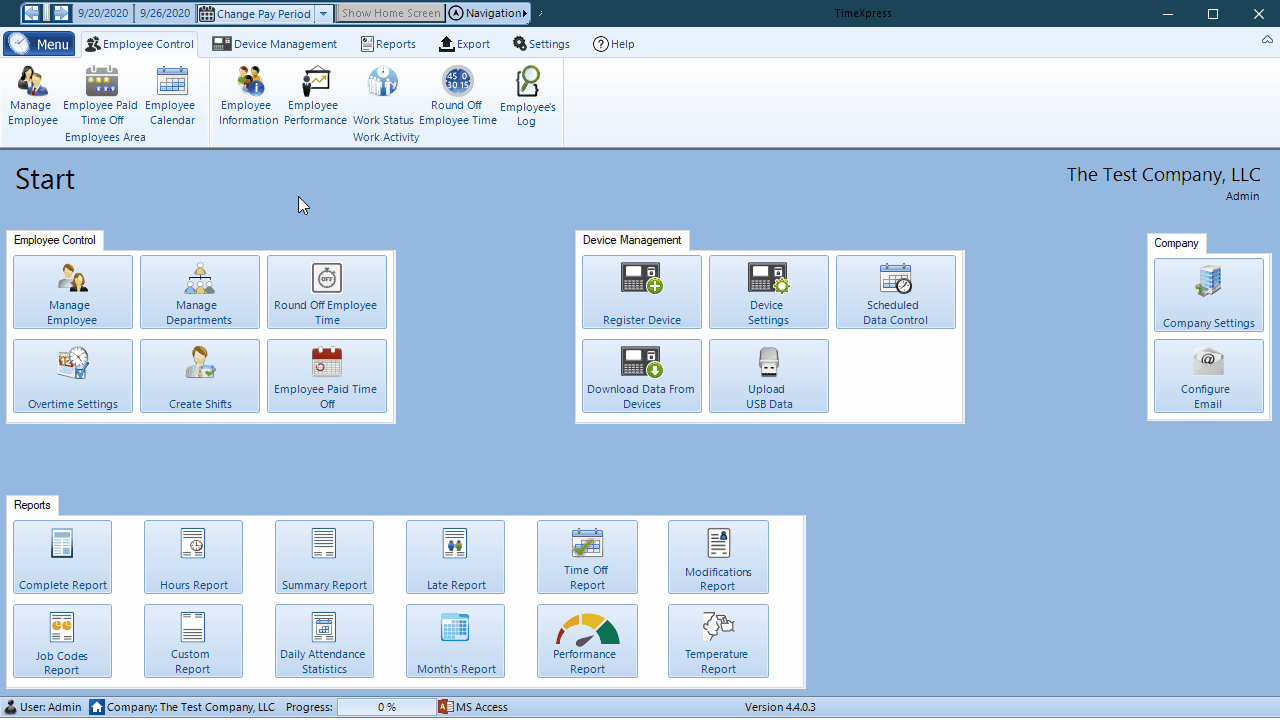 9/20/2020 9/26/2020 Change Pay Period Show Home Screen Navigation TimeXpress
Menu Employee Control Device Management Reports Export Settings Help
Manage
Employee
Employee Paid
Time Off
Employee
Calendar
Employees Area
Employee
Information
Employee
Performance
Work Status
45 0
30 15
Round Off
Employee Time
Employee's
Log
Work Activity
Start
The Test Company, LLC
Admin
Employee Control
Manage
Employee
Manage
Departments
OFF
Round Off Employee
Time
Overtime Settings
Create Shifts
Employee Paid Time
Off
Device Management
Register Device
Device
Settings
Scheduled
Data Control
Download Data From
Devices
Upload
USB Data
Company
Company Settings
@
Configure
Email
Reports
Complete Report
Hours Report
Summary Report
Late Report
Time Off
Report
Modifications
Report
Job Codes
Report
Custom
Report
Daily Attendance
Statistics
Month's Report
Performance
Report
Temperature
Report
User: Admin Company: The Test Company, LLC Progress: 0 % MS Access Version 4.4.0.3